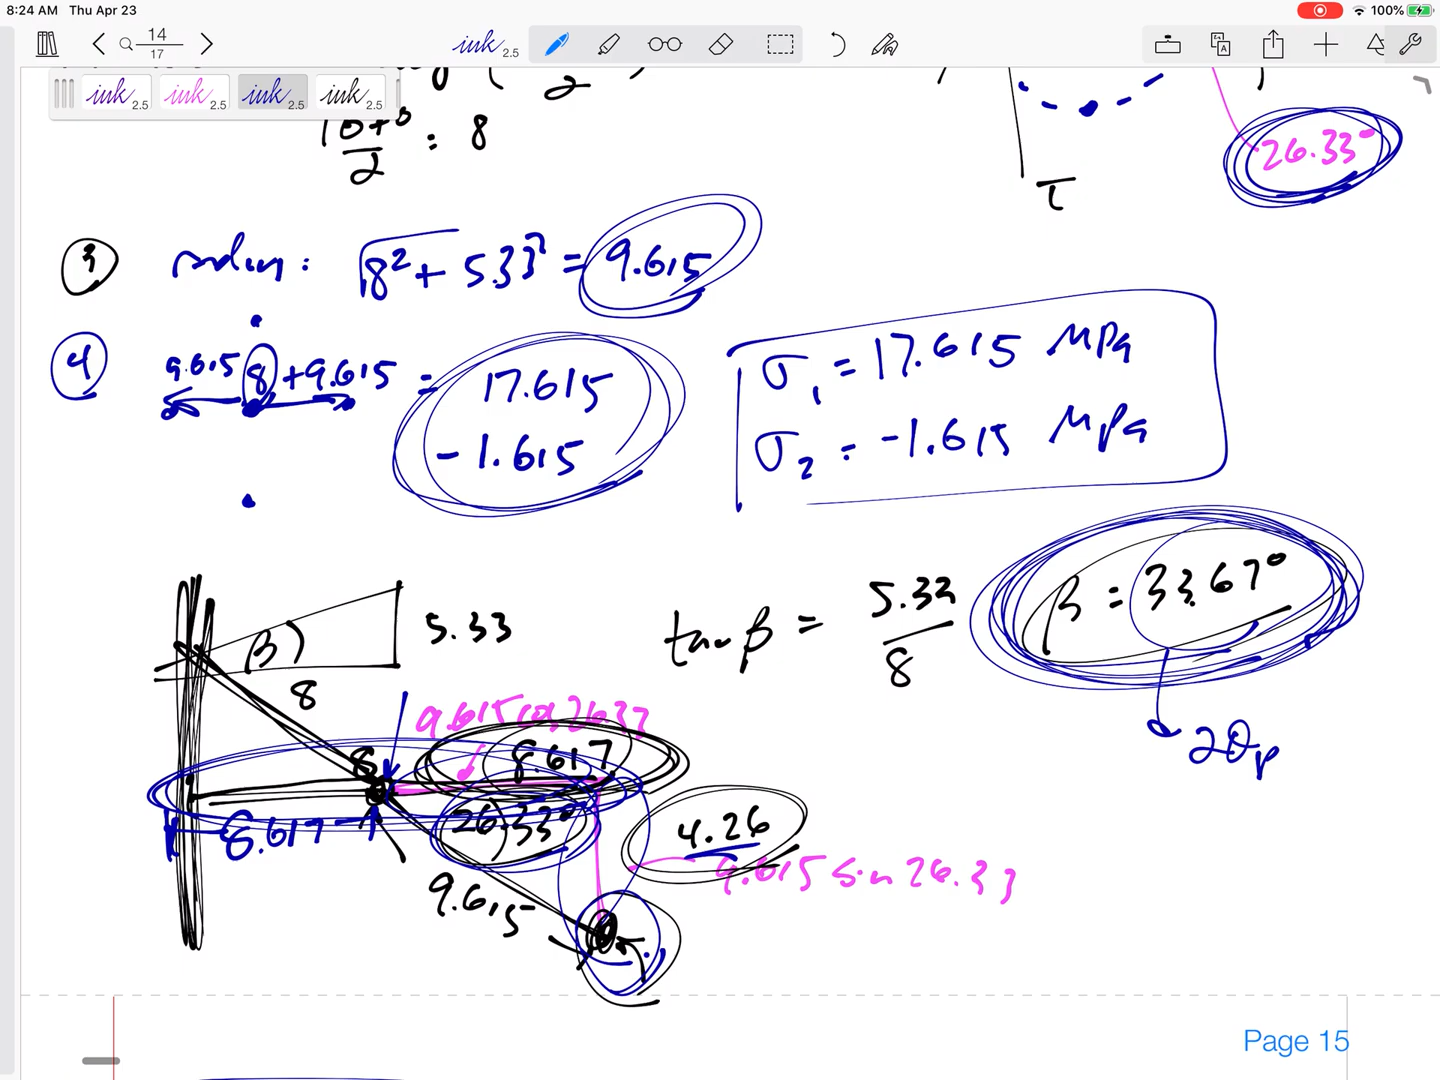 8:24 AM Thu Apr 23
100%
14
17
ink 2.5
ink 2.5 ink 2.5 ink 2.5 ink 2.5
2
16+0
2
: 8
26.33°
τ
3 radius: √8² + 5.33² = 9.615
4 9.615 8 + 9.615 = 17.615
- 1.615
σ₁ = 17.615 MPa
σ₂ = -1.615 MPa
β
5.33
8
tan β = 5.33
8
β = 33.67°
2θp
9.615 cos 26.33
8
8.617
8.617
26.33°
4.26
9.615 sin 26.33
9.615
Page 15